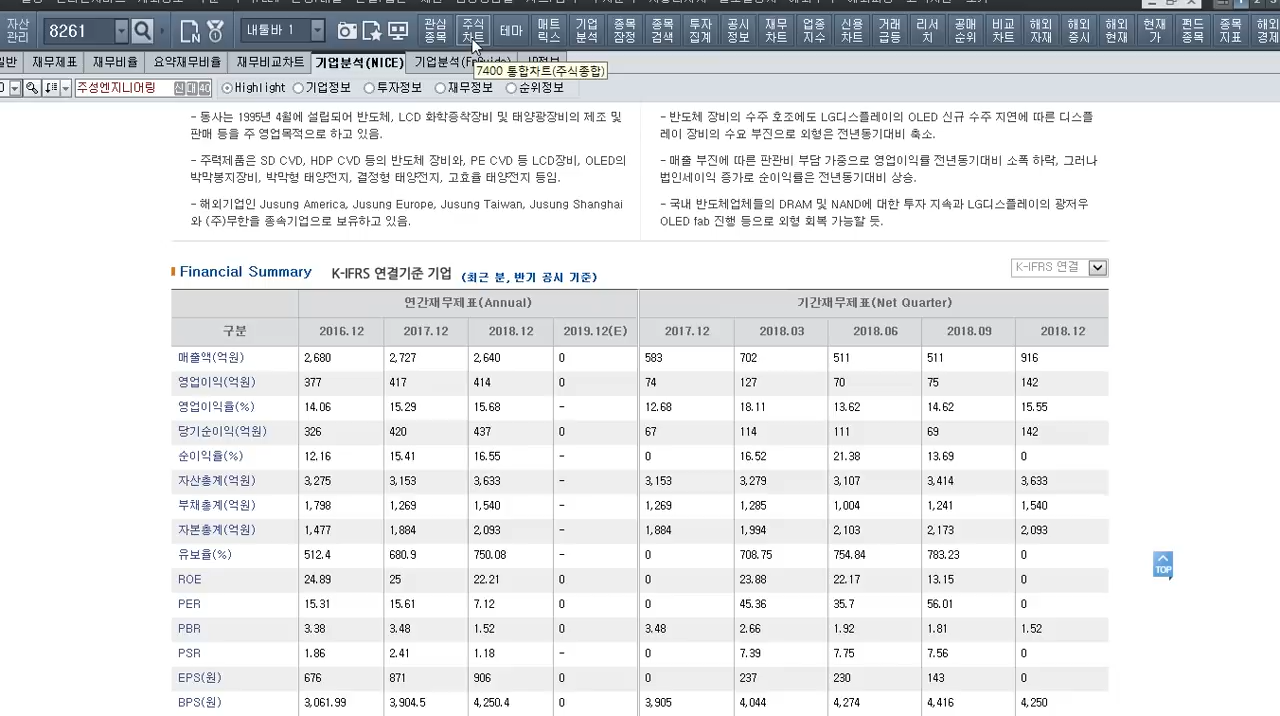 자산 8261 내툴바 1 관심 주식 테마 매트 기업 종목 종목 투자 공시 재무 업종 신용 거래 리서 공매 비교 해외 해외 해외 현재 펀드 종목 해외
관리 종목 차트 릭스 분석 잠정 검색 집계 정보 차트 지수 차트 급등 치 순위 차트 자재 증시 현재 가 종목 지표 경제
일반 재무제표 재무비율 요약재무비율 재무비교차트 기업분석(NICE)
7400 통합차트(주식종합)
주성엔지니어링 신 대 40 Highlight 기업정보 투자정보 재무정보 순위정보
- 동사는 1995년 4월에 설립되어 반도체, LCD 화학증착장비 및 태양광장비의 제조 및
판매 등을 주 영업목적으로 하고 있음.
- 주력제품은 SD CVD, HDP CVD 등의 반도체 장비와, PE CVD 등 LCD장비, OLED의
박막봉지장비, 박막형 태양전지, 결정형 태양전지, 고효율 태양전지 등임.
- 해외기업인 Jusung America, Jusung Europe, Jusung Taiwan, Jusung Shanghai
와 (주)무한을 종속기업으로 보유하고 있음.
- 반도체 장비의 수주 호조에도 LG디스플레이의 OLED 신규 수주 지연에 따른 디스플
레이 장비의 수요 부진으로 외형은 전년동기대비 축소.
- 매출 부진에 따른 판관비 부담 가중으로 영업이익률 전년동기대비 소폭 하락, 그러나
법인세이익 증가로 순이익률은 전년동기대비 상승.
- 국내 반도체업체들의 DRAM 및 NAND에 대한 투자 지속과 LG디스플레이의 광저우
OLED fab 진행 등으로 외형 회복 가능할 듯.
Financial Summary K-IFRS 연결기준 기업 (최근 분, 반기 공시 기준) K-IFRS 연결
연간재무제표(Annual) 기간재무제표(Net Quarter)
구분 2016.12 2017.12 2018.12 2019.12(E) 2017.12 2018.03 2018.06 2018.09 2018.12
매출액(억원) 2,680 2,727 2,640 0 583 702 511 511 916
영업이익(억원) 377 417 414 0 74 127 70 75 142
영업이익률(%) 14.06 15.29 15.68 - 12.68 18.11 13.62 14.62 15.55
당기순이익(억원) 326 420 437 0 67 114 111 69 142
순이익률(%) 12.16 15.41 16.55 - 0 16.52 21.38 13.69 0
자산총계(억원) 3,275 3,153 3,633 - 3,153 3,279 3,107 3,414 3,633
부채총계(억원) 1,798 1,269 1,540 - 1,269 1,285 1,004 1,241 1,540
자본총계(억원) 1,477 1,884 2,093 - 1,884 1,994 2,103 2,173 2,093
유보율(%) 512.4 680.9 750.08 - 0 708.75 754.84 783.23 0
TOP
ROE 24.89 25 22.21 0 0 23.88 22.17 13.15 0
PER 15.31 15.61 7.12 0 0 45.36 35.7 56.01 0
PBR 3.38 3.48 1.52 0 3.48 2.66 1.92 1.81 1.52
PSR 1.86 2.41 1.18 - 0 7.39 7.75 7.56 0
EPS(원) 676 871 906 0 0 237 230 143 0
BPS(원) 3,061.99 3,904.5 4,250.4 0 3,905 4,044 4,274 4,416 4,250